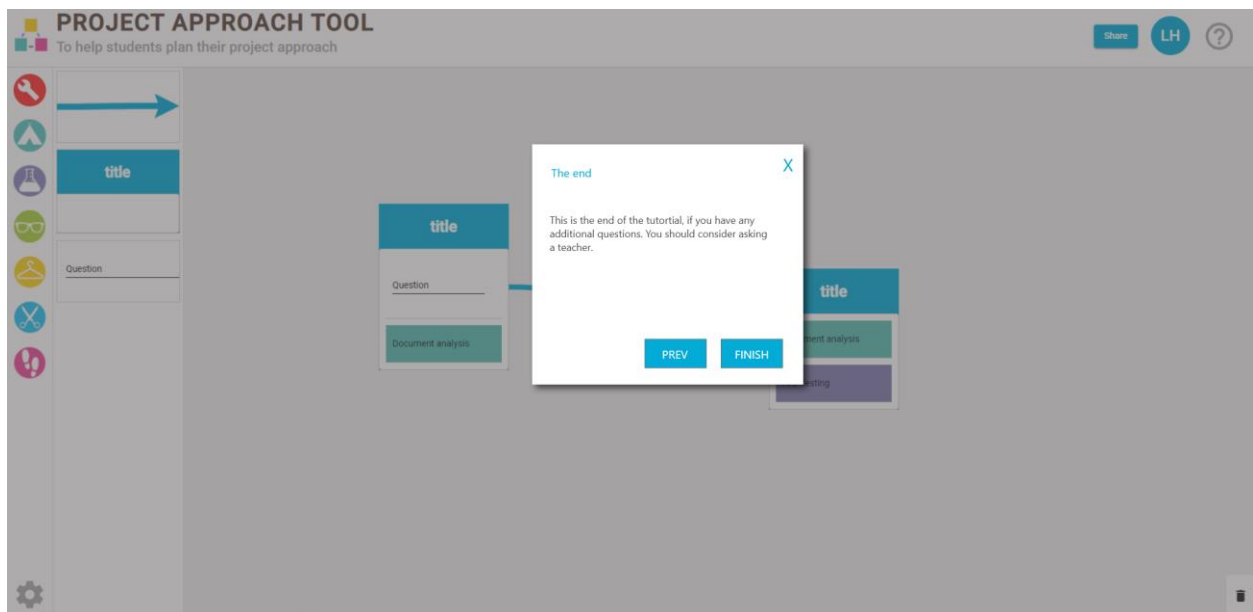 PROJECT APPROACH TOOL
To help students plan their project approach
Share
LH
?
title
Question
title
Question
Document analysis
The end
X
This is the end of the tutortial, if you have any
additional questions. You should consider asking
a teacher.
PREV
FINISH
title
analysis